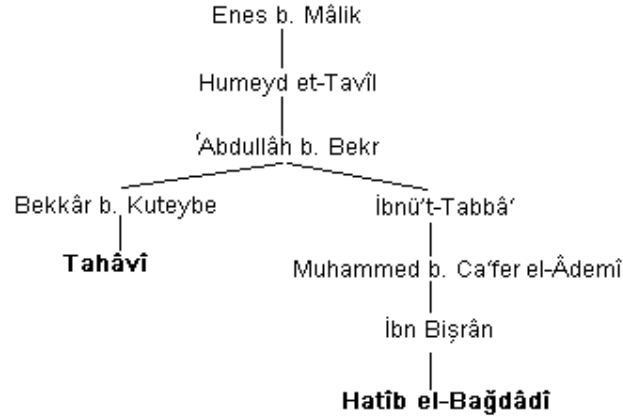 Enes b. Mâlik
Humeyd et-Tavîl
ʻAbdullâh b. Bekr
Bekkâr b. Kuteybe
İbnü't-Tabbâʻ
Tahâvî
Muhammed b. Caʻfer el-Âdemî
İbn Bişrân
Hatîb el-Bağdâdî